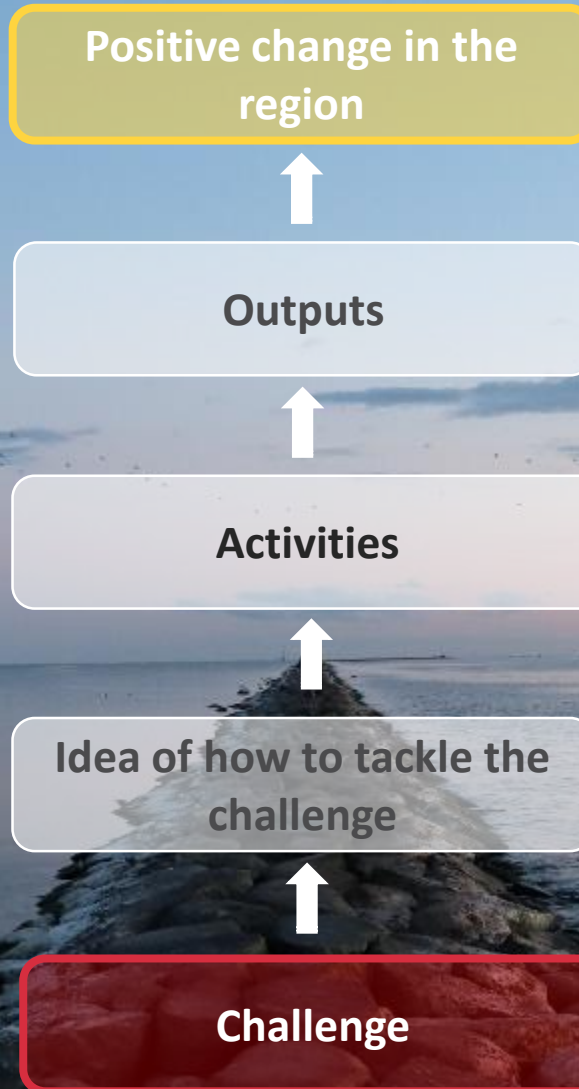 Positive change in the
region
Outputs
Activities
Idea of how to tackle the
challenge
Challenge